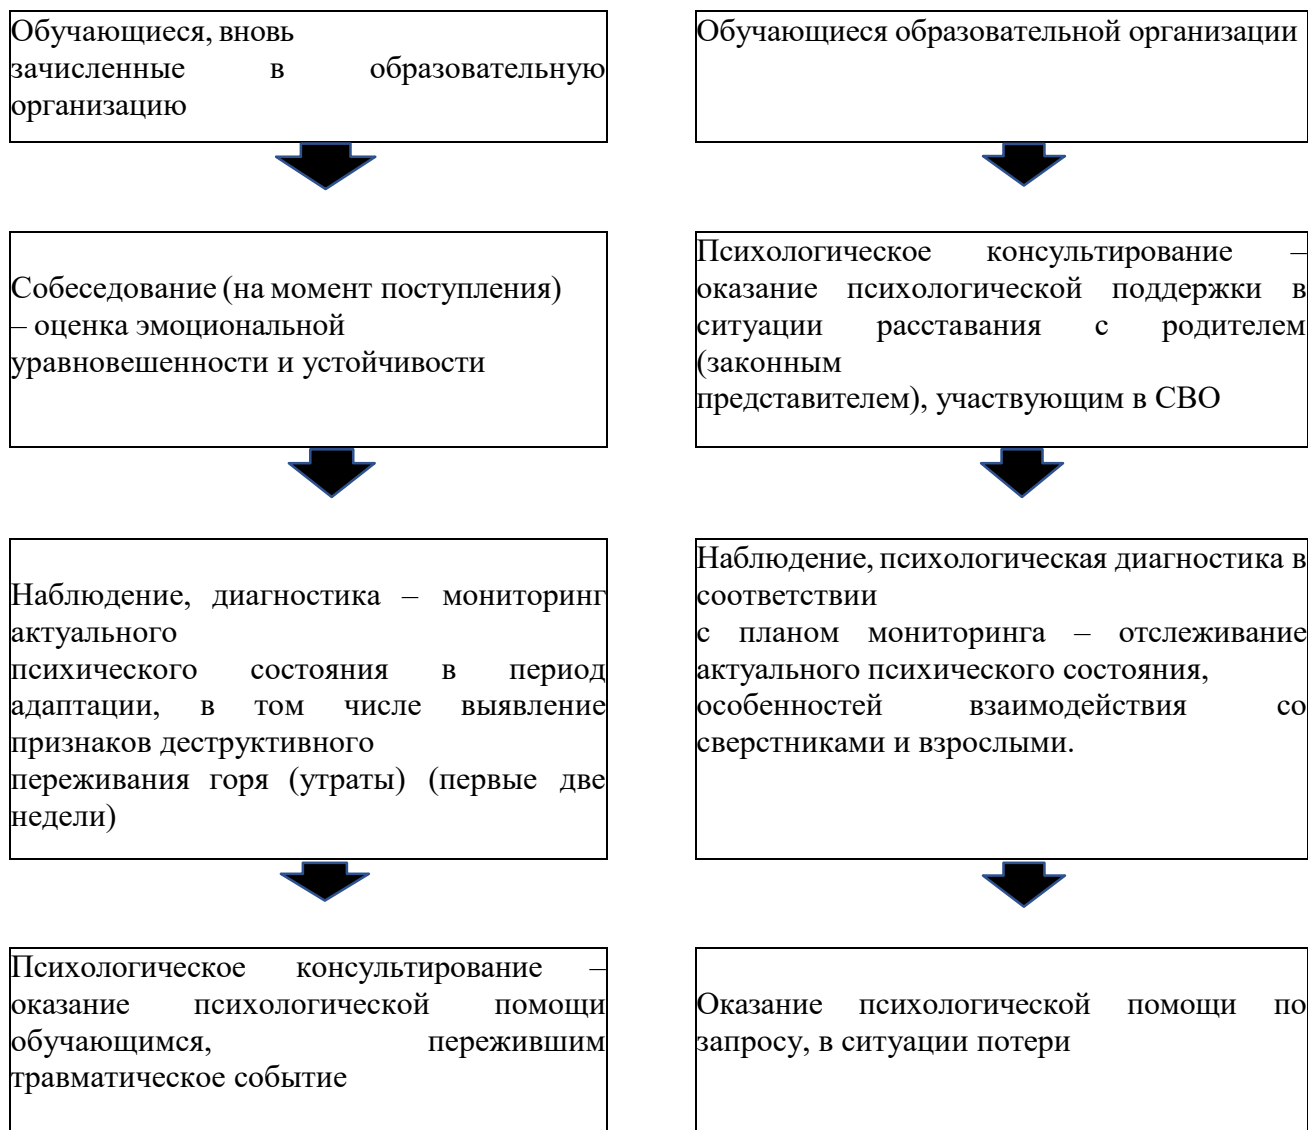 Обучающиеся, вновь
зачисленные в образовательную
организацию
Обучающиеся образовательной организации
Собеседование (на момент поступления)
– оценка эмоциональной
уравновешенности и устойчивости
Психологическое консультирование –
оказание психологической поддержки в
ситуации расставания с родителем
(законным
представителем), участвующим в СВО
Наблюдение, диагностика – мониторинг
актуального
психического состояния в период
адаптации, в том числе выявление
признаков деструктивного
переживания горя (утраты) (первые две
недели)
Наблюдение, психологическая диагностика в
соответствии
с планом мониторинга – отслеживание
актуального психического состояния,
особенностей взаимодействия со
сверстниками и взрослыми.
Психологическое консультирование –
оказание психологической помощи
обучающимся, пережившим
травматическое событие
Оказание психологической помощи по
запросу, в ситуации потери